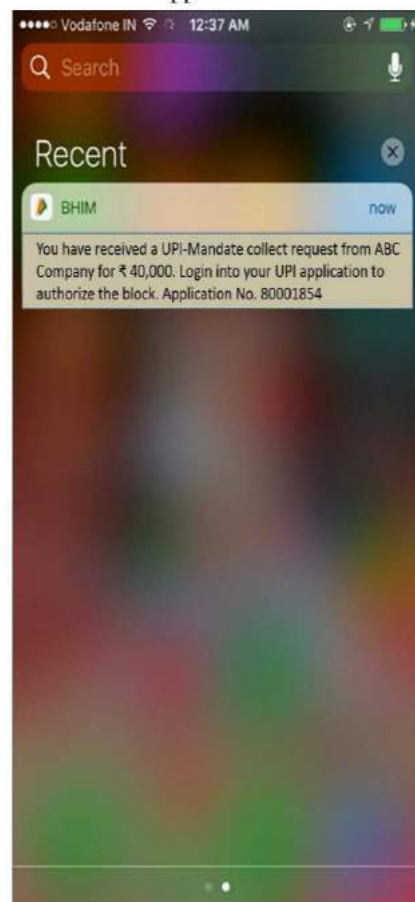 Vodafone IN 12:37 AM
Search
Recent
BHIM now
You have received a UPI-Mandate collect request from ABC
Company for ₹ 40,000. Login into your UPI application to
authorize the block. Application No. 80001854